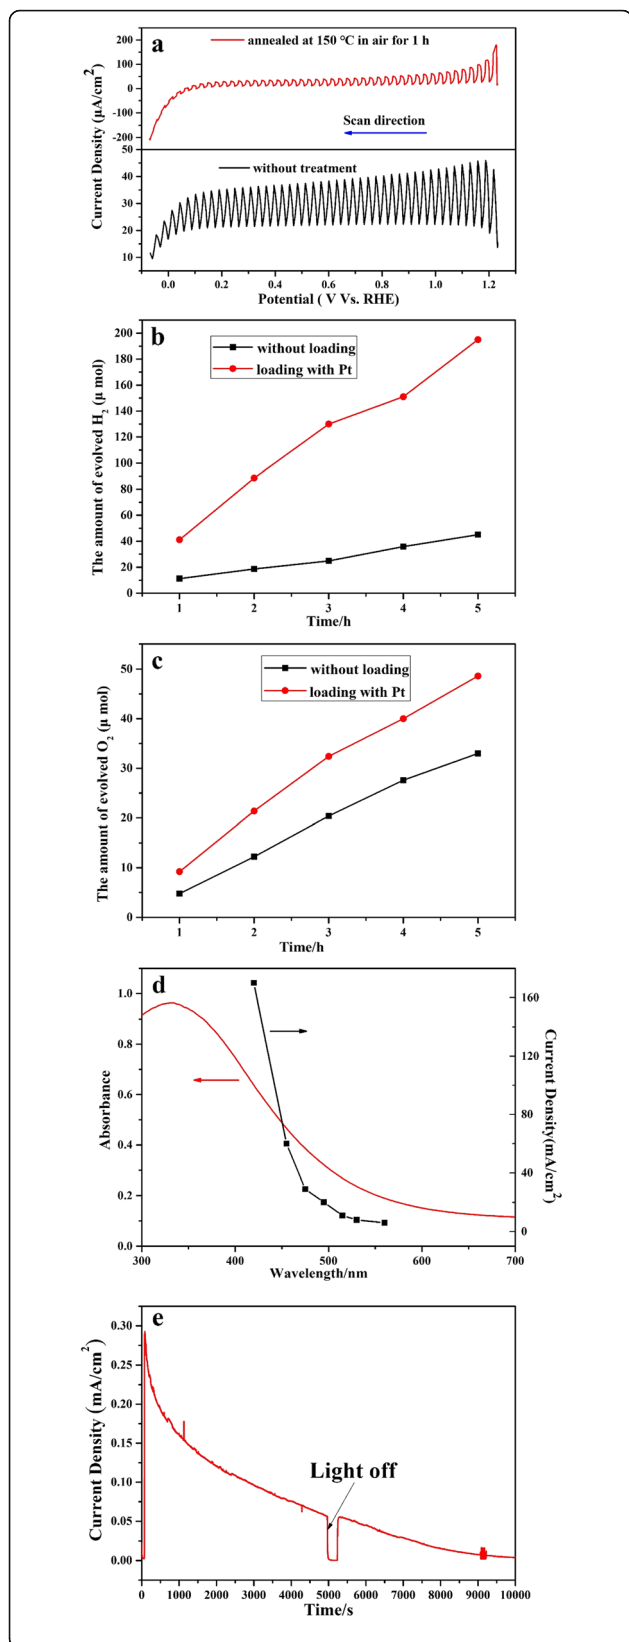 a
annealed at 150 ℃ in air for 1 h
200
150
100
50
0
-50
-100
-200
Scan direction
Current Density (μA/cm²)
50
40
30
20
10
without treatment
0.0 0.2 0.4 0.6 0.8 1.0 1.2
Potential ( V Vs. RHE)
b
without loading
loading with Pt
200
180
160
140
120
100
80
60
40
20
0
The amount of evolved H₂ (μ mol)
1 2 3 4 5
Time/h
c
without loading
loading with Pt
50
40
30
20
10
0
The amount of evolved O₂ (μ mol)
1 2 3 4 5
Time/h
d
1.0
0.8
0.6
0.4
0.2
0.0
Absorbance
160
120
80
40
0
Current Density(mA/cm²)
300 400 500 600 700
Wavelength/nm
e
0.30
0.25
0.20
0.15
0.10
0.05
0.00
Current Density (mA/cm²)
Light off
0 1000 2000 3000 4000 5000 6000 7000 8000 9000 10000
Time/s